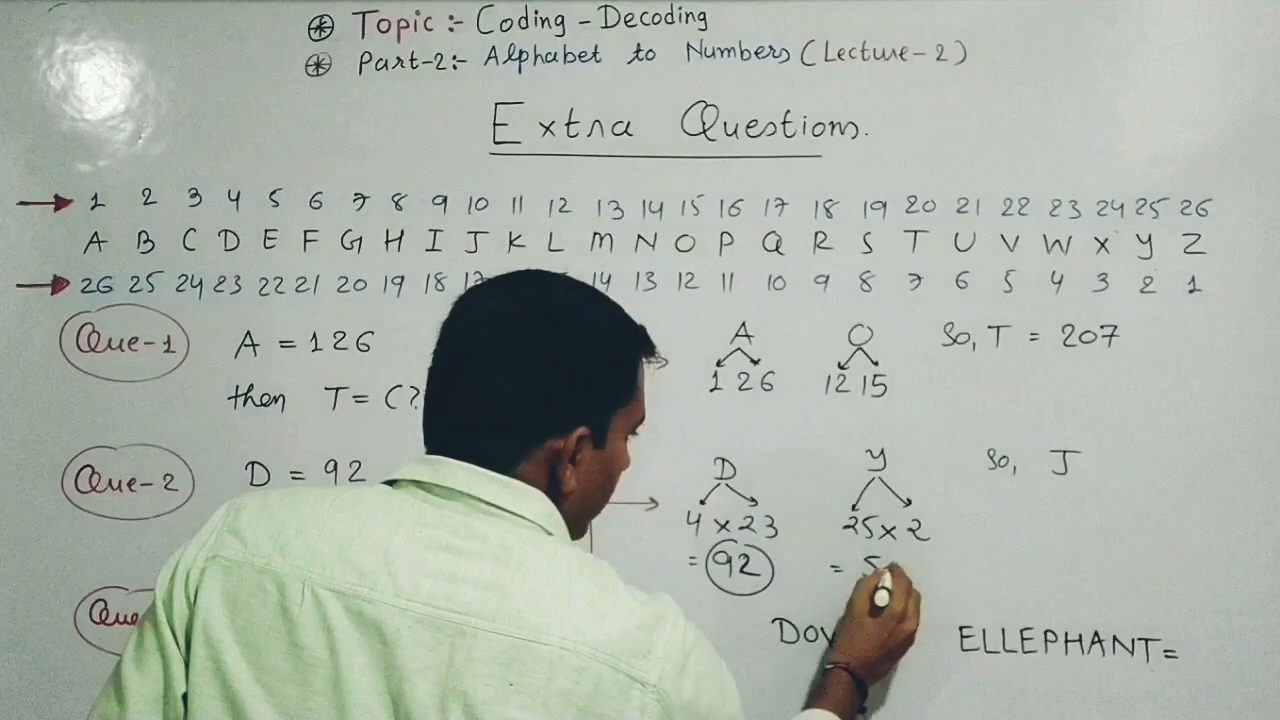 ⊛ Topic :- Coding - Decoding
⊛ Part-2:- Alphabet to Numbers (Lecture-2)
Extra Questions.
→ 1 2 3 4 5 6 7 8 9 10 11 12 13 14 15 16 17 18 19 20 21 22 23 24 25 26
A B C D E F G H I J K L M N O P Q R S T U V W X Y Z
→ 26 25 24 23 22 21 20 19 18 14 13 12 11 10 9 8 7 6 5 4 3 2 1
Que-1 A = 126 → A O So, T = 207
1 26 12 15
then T = (?
Que-2 D = 92 → D Y So, J
4 × 23 25 × 2
= 92 = 5
ELLEPHANT =